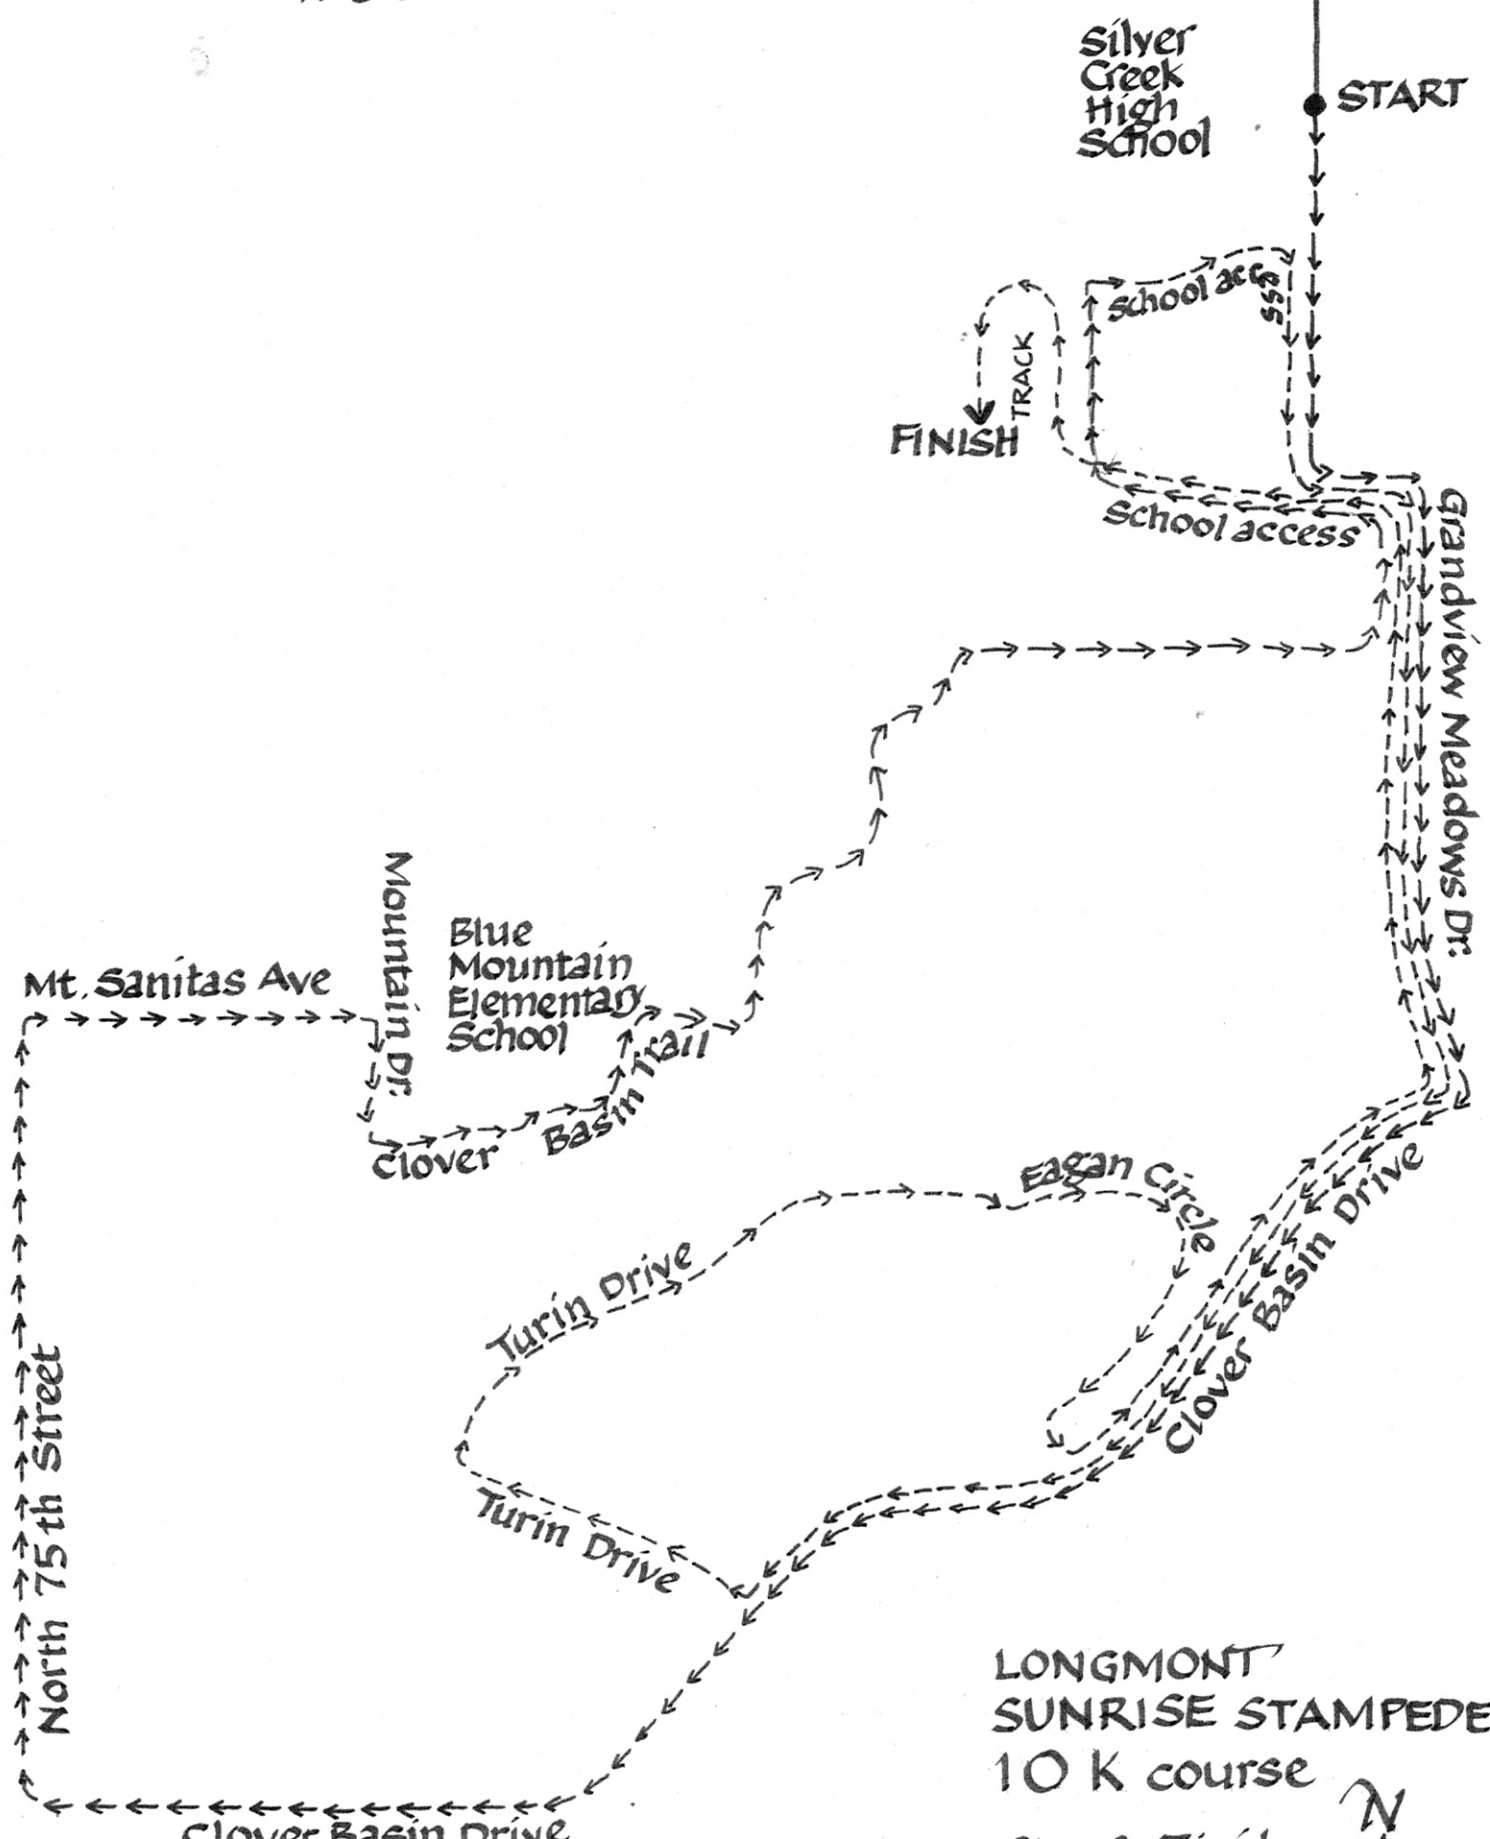 Silver
Creek
High
School
START
School access
TRACK
FINISH
School access
Grandview Meadows Dr.
Mountain Dr.
Blue
Mountain
Elementary
School
Mt. Sanitas Ave
Clover Basin Trail
Eagan Circle
Turin Drive
Clover Basin Drive
North 75th Street
Turin Drive
LONGMONT
SUNRISE STAMPEDE
10 K course
N
Clover Basin Drive